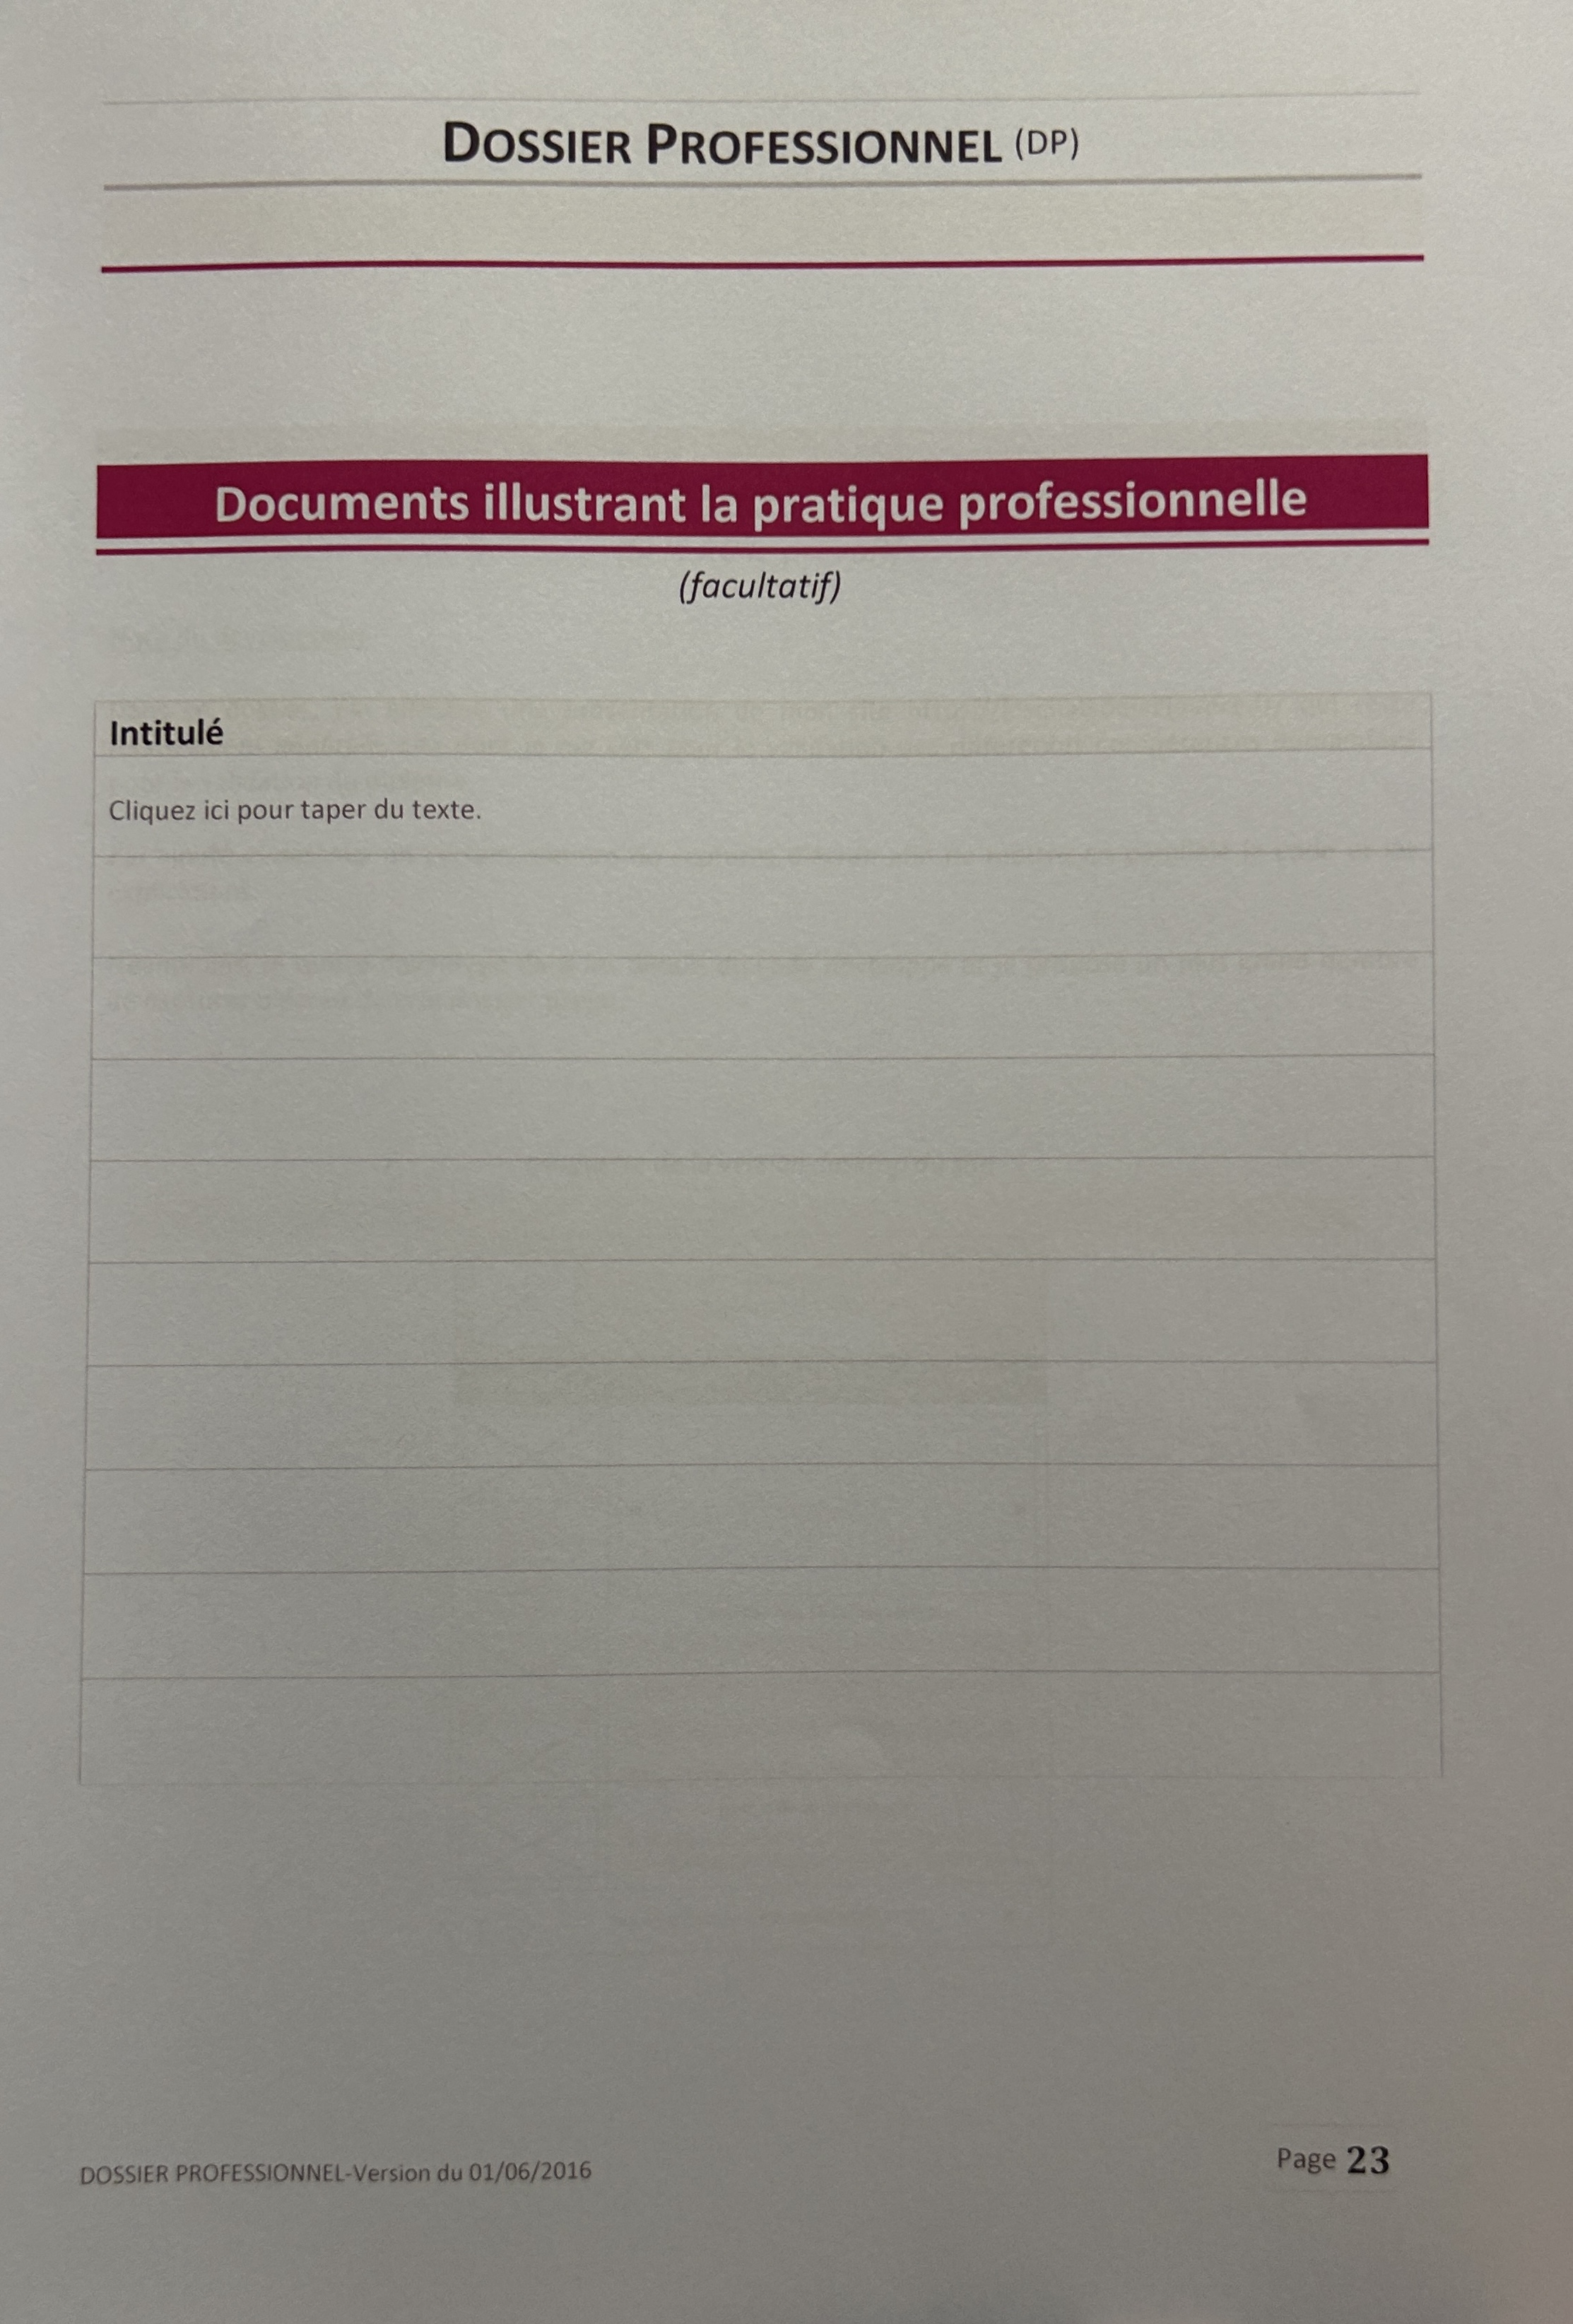 DOSSIER PROFESSIONNEL (DP)
Documents illustrant la pratique professionnelle
(facultatif)
Intitulé
Cliquez ici pour taper du texte.
DOSSIER PROFESSIONNEL-Version du 01/06/2016
Page 23